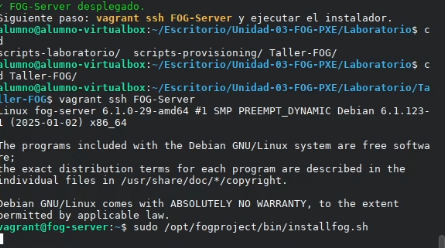 FOG-Server desplegado.
Siguiente paso: vagrant ssh FOG-Server y ejecutar el instalador.
alumno@alumno-virtualbox:~/Escritorio/Unidad-03-FOG-PXE/Laboratorio$ c
d
scripts-laboratorio/  scripts-provisioning/ Taller-FOG/
alumno@alumno-virtualbox:~/Escritorio/Unidad-03-FOG-PXE/Laboratorio$ c
d Taller-FOG/
alumno@alumno-virtualbox:~/Escritorio/Unidad-03-FOG-PXE/Laboratorio/Ta
ller-FOG$ vagrant ssh FOG-Server
Linux fog-server 6.1.0-29-amd64 #1 SMP PREEMPT_DYNAMIC Debian 6.1.123-
1 (2025-01-02) x86_64
The programs included with the Debian GNU/Linux system are free softwa
re;
the exact distribution terms for each program are described in the
individual files in /usr/share/doc/*/copyright.
Debian GNU/Linux comes with ABSOLUTELY NO WARRANTY, to the extent
permitted by applicable law.
vagrant@fog-server:~$ sudo /opt/fogproject/bin/installfog.sh